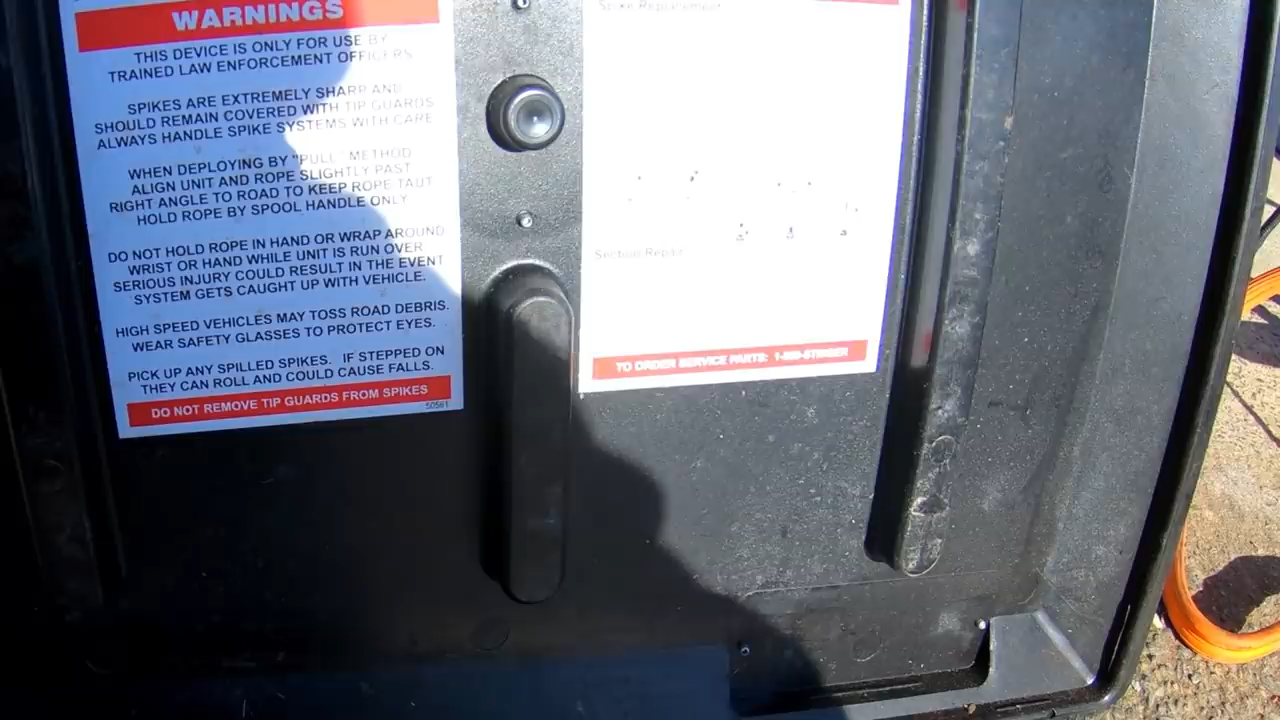 WARNINGS
THIS DEVICE IS ONLY FOR USE BY
TRAINED LAW ENFORCEMENT OFFICERS
SPIKES ARE EXTREMELY SHARP AND
SHOULD REMAIN COVERED WITH TIP GUARDS
ALWAYS HANDLE SPIKE SYSTEMS WITH CARE
WHEN DEPLOYING BY "PULL" METHOD
ALIGN UNIT AND ROPE SLIGHTLY PAST
RIGHT ANGLE TO ROAD TO KEEP ROPE TAUT
HOLD ROPE BY SPOOL HANDLE ONLY
DO NOT HOLD ROPE IN HAND OR WRAP AROUND
WRIST OR HAND WHILE UNIT IS RUN OVER
SERIOUS INJURY COULD RESULT IN THE EVENT
SYSTEM GETS CAUGHT UP WITH VEHICLE.
HIGH SPEED VEHICLES MAY TOSS ROAD DEBRIS.
WEAR SAFETY GLASSES TO PROTECT EYES.
PICK UP ANY SPILLED SPIKES. IF STEPPED ON
THEY CAN ROLL AND COULD CAUSE FALLS.
DO NOT REMOVE TIP GUARDS FROM SPIKES
50561
Spike Replacement
Section Repair
TO ORDER SERVICE PARTS: STINGER